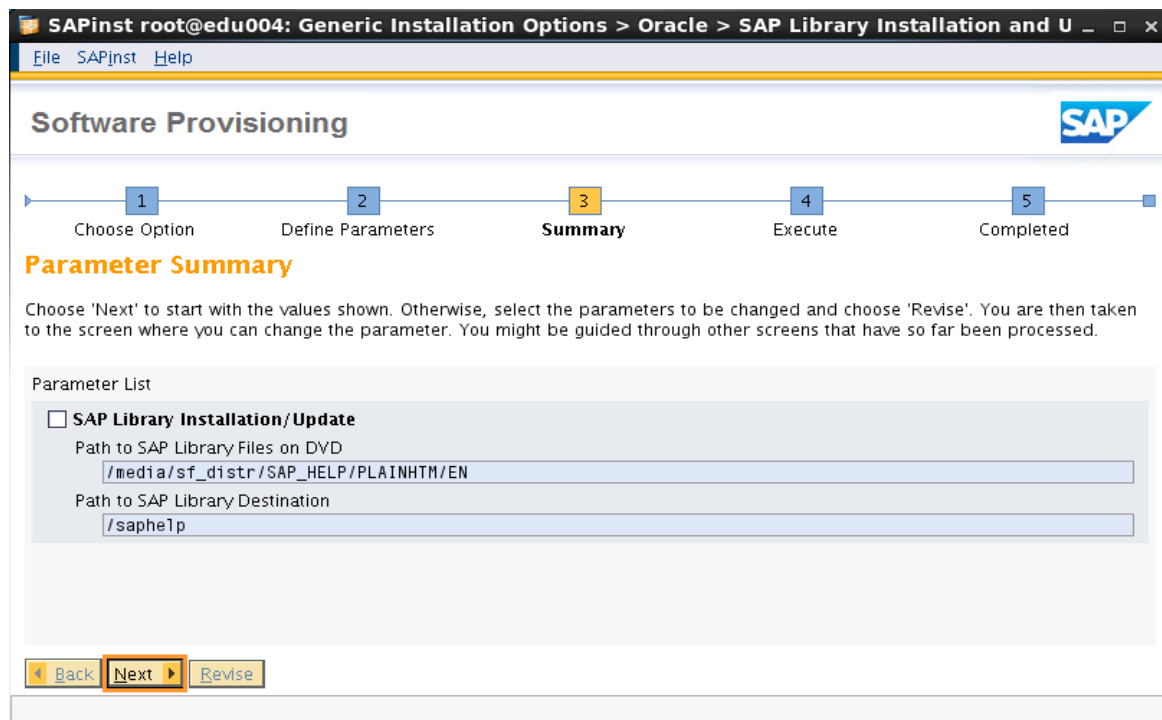 SAPinst root@edu004: Generic Installation Options > Oracle > SAP Library Installation and U
File SAPinst Help
Software Provisioning
SAP
1 2 3 4 5
Choose Option Define Parameters Summary Execute Completed
Parameter Summary
Choose 'Next' to start with the values shown. Otherwise, select the parameters to be changed and choose 'Revise'. You are then taken
to the screen where you can change the parameter. You might be guided through other screens that have so far been processed.
Parameter List
SAP Library Installation/Update
Path to SAP Library Files on DVD
/media/sf_distr/SAP_HELP/PLAINHTM/EN
Path to SAP Library Destination
/saphelp
Back Next Revise